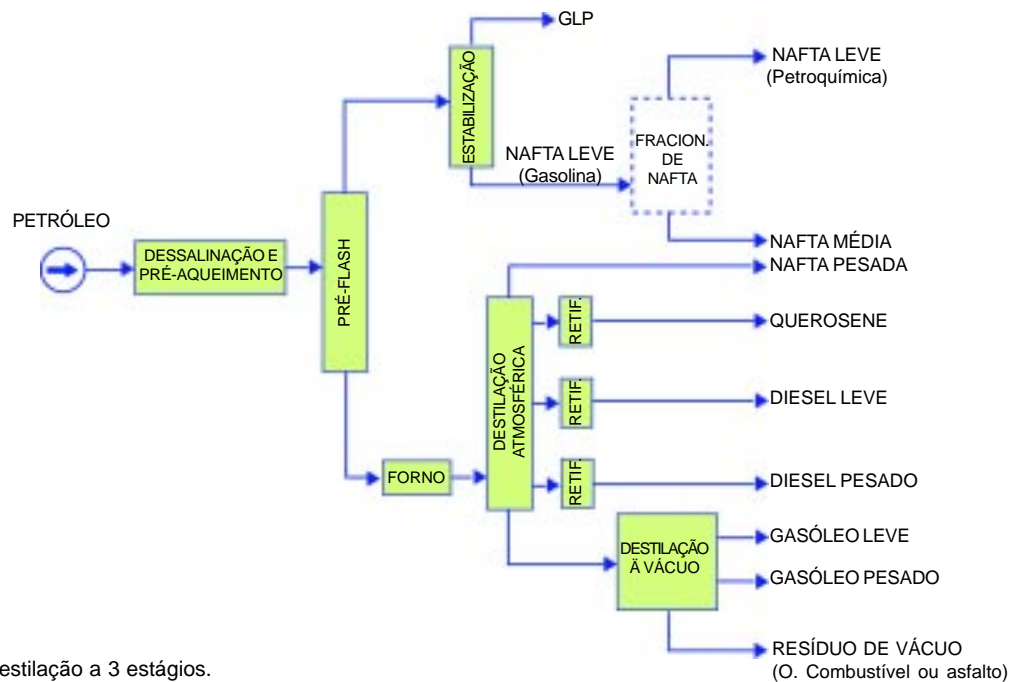 GLP
ESTABILIZAÇÃO
NAFTA LEVE
(Petroquímica)
FRACION.
DE
NAFTA
NAFTA LEVE
(Gasolina)
NAFTA MÉDIA
PETRÓLEO
DESSALINAÇÃO E
PRÉ-AQUEIMENTO
PRÉ-FLASH
FORNO
DESTILAÇÃO
ATMOSFÉRICA
NAFTA PESADA
RETIF.
QUEROSENE
RETIF.
DIESEL LEVE
RETIF.
DIESEL PESADO
DESTILAÇÃO
Ä VÁCUO
GASÓLEO LEVE
GASÓLEO PESADO
RESÍDUO DE VÁCUO
(O. Combustível ou asfalto)
estilação a 3 estágios.